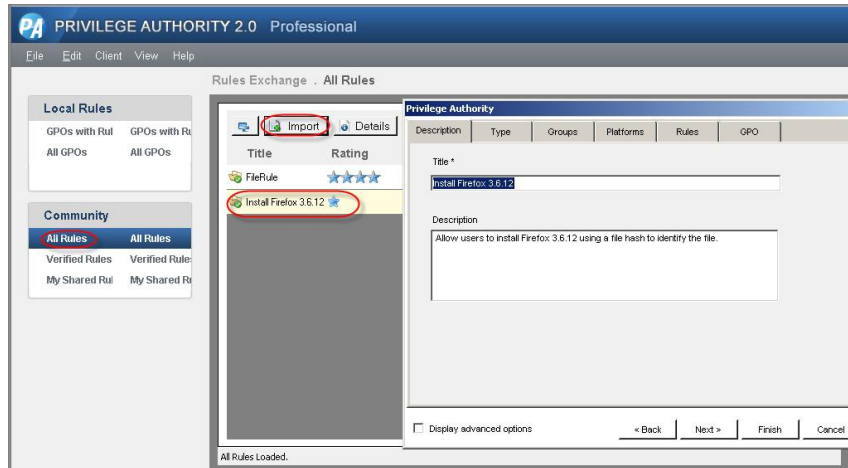 PA PRIVILEGE AUTHORITY 2.0 Professional
File Edit Client View Help
Rules Exchange . All Rules
Local Rules
GPOs with Rul GPOs with Ru
All GPOs All GPOs
Community
All Rules All Rules
Verified Rules Verified Rule
My Shared Rul My Shared Ru
Import Details
Title Rating
FileRule
Install Firefox 3.6.12
All Rules Loaded.
Privilege Authority
Description Type Groups Platforms Rules GPO
Title *
Install Firefox 3.6.12
Description
Allow users to install Firefox 3.6.12 using a file hash to identify the file.
Display advanced options
< Back Next > Finish Cancel